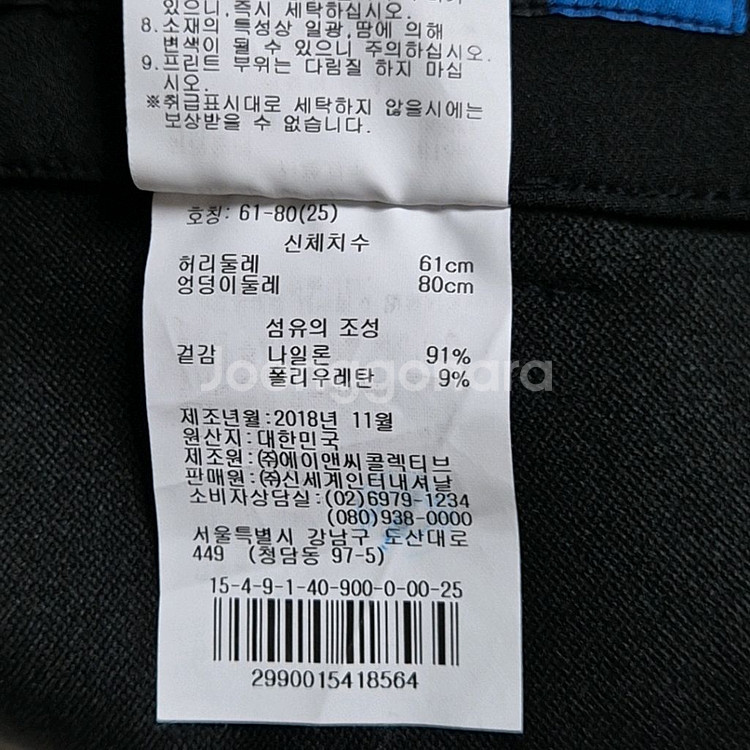 있으니,즉시 세탁하십시오.
8.소재의 특성상 일광,땀에 의해
변색이 될 수 있으니 주의하십시오.
9.프린트 부위는 다림질 하지 마십
시오.
※취급표시대로 세탁하지 않을시에는
보상받을 수 없습니다.
호칭: 61-80(25)
신체치수
허리둘레 61cm
엉덩이둘레 80cm
섬유의 조성
겉감 나일론 91%
폴리우레탄 9%
Joonggonara
제조년월:2018년 11월
원산지:대한민국
제조원:㈜에이앤씨콜렉티브
판매원:㈜신세계인터내셔날
소비자상담실:(02)6979-1234
(080)938-0000
서울특별시 강남구 도산대로
449 (청담동 97-5)
15-4-9-1-40-900-0-00-25
2990015418564